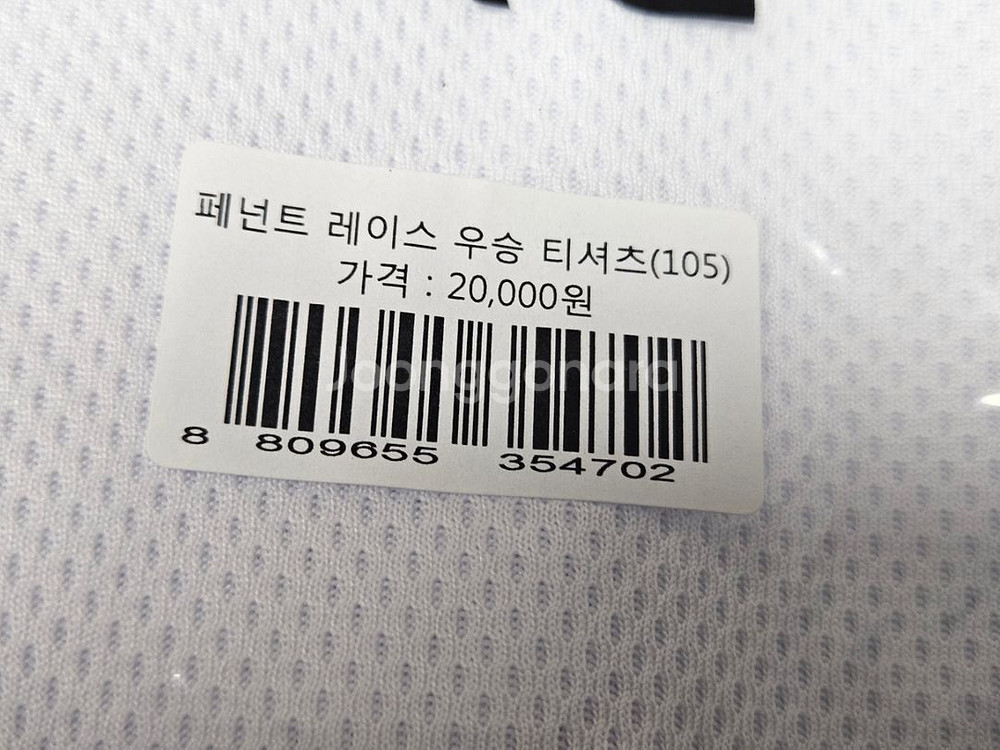 페넌트 레이스 우승 티셔츠(105)
가격 : 20,000원
Joonggonara
8 809655 354702